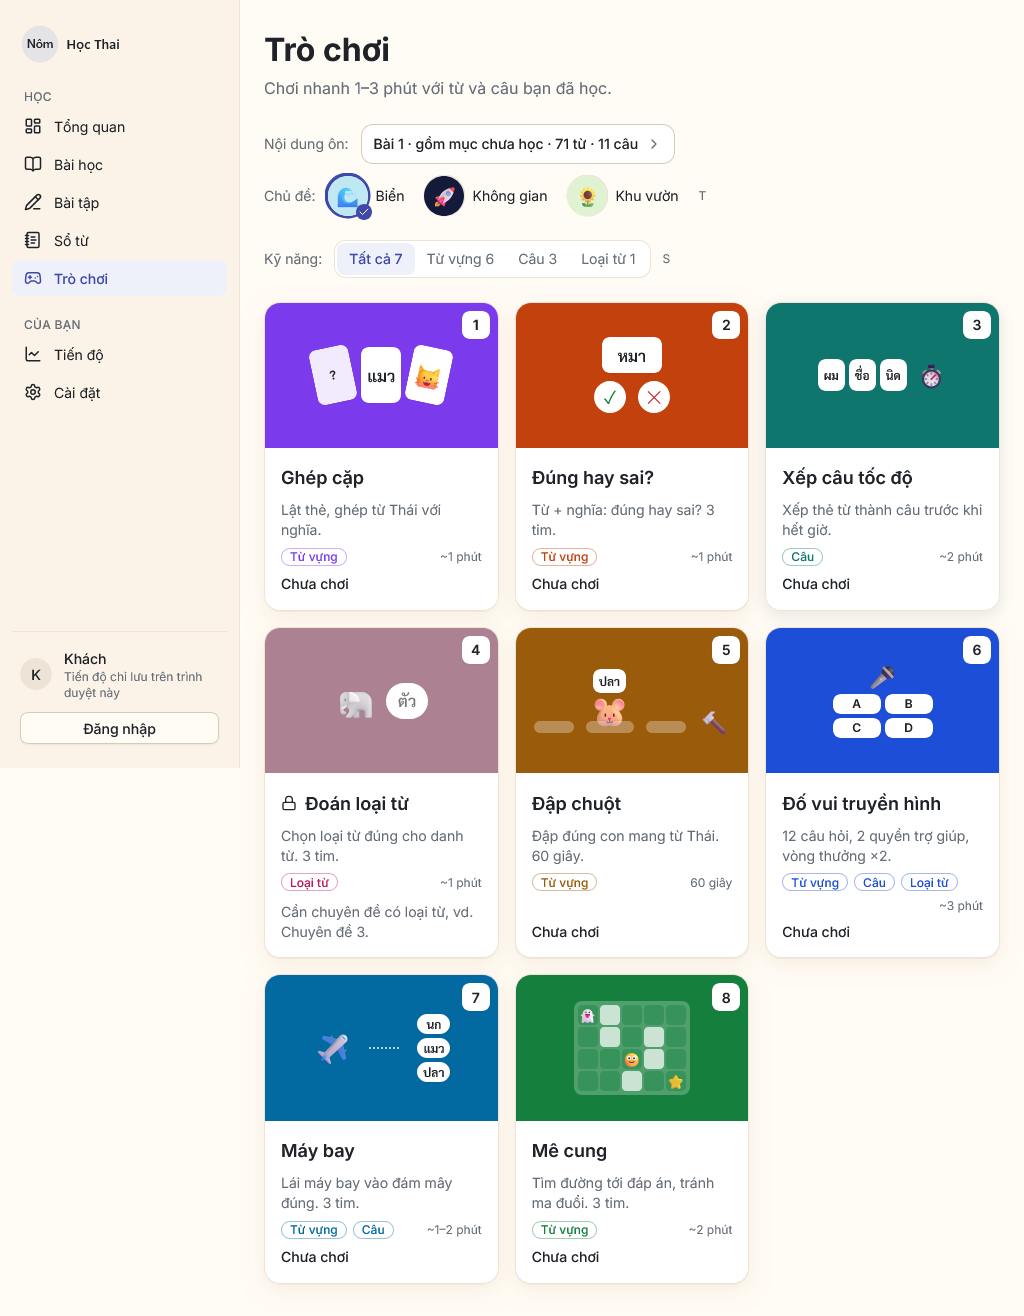 Nôm Học Thai
HỌC
Tổng quan
Bài học
Bài tập
Sổ từ
Trò chơi
CỦA BẠN
Tiến độ
Cài đặt
K
Khách
Tiến độ chỉ lưu trên trình
duyệt này
Đăng nhập
Trò chơi
Chơi nhanh 1–3 phút với từ và câu bạn đã học.
Nội dung ôn: Bài 1 · gồm mục chưa học · 71 từ · 11 câu
Chủ đề: Biển Không gian Khu vườn T
Kỹ năng: Tất cả 7 Từ vựng 6 Câu 3 Loại từ 1 S
1
? แมว
Ghép cặp
Lật thẻ, ghép từ Thái với
nghĩa.
Từ vựng ~1 phút
Chưa chơi
2
หมา
Đúng hay sai?
Từ + nghĩa: đúng hay sai? 3
tim.
Từ vựng ~1 phút
Chưa chơi
3
ผม ชื่อ นิด
Xếp câu tốc độ
Xếp thẻ từ thành câu trước khi
hết giờ.
Câu ~2 phút
Chưa chơi
4
ตัว
Đoán loại từ
Chọn loại từ đúng cho danh
từ. 3 tim.
Loại từ ~1 phút
Cần chuyên đề có loại từ, vd.
Chuyên đề 3.
5
ปลา
Đập chuột
Đập đúng con mang từ Thái.
60 giây.
Từ vựng 60 giây
Chưa chơi
6
A B
C D
Đố vui truyền hình
12 câu hỏi, 2 quyền trợ giúp,
vòng thưởng ×2.
Từ vựng Câu Loại từ
~3 phút
Chưa chơi
7
นก
แมว
ปลา
Máy bay
Lái máy bay vào đám mây
đúng. 3 tim.
Từ vựng Câu ~1–2 phút
Chưa chơi
8
Mê cung
Tìm đường tới đáp án, tránh
ma đuổi. 3 tim.
Từ vựng ~2 phút
Chưa chơi